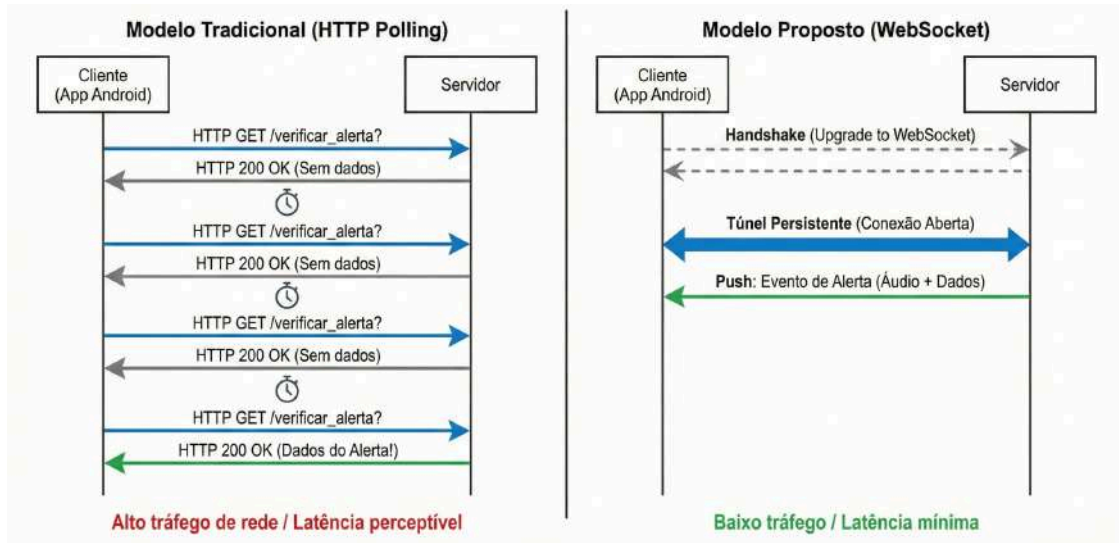 Modelo Tradicional (HTTP Polling)
Cliente
(App Android)
Servidor
HTTP GET /verificar_alerta?
HTTP 200 OK (Sem dados)
HTTP GET /verificar_alerta?
HTTP 200 OK (Sem dados)
HTTP GET /verificar_alerta?
HTTP 200 OK (Sem dados)
HTTP GET /verificar_alerta?
HTTP 200 OK (Dados do Alerta!)
Alto tráfego de rede / Latência perceptível
Modelo Proposto (WebSocket)
Cliente
(App Android)
Servidor
Handshake (Upgrade to WebSocket)
Túnel Persistente (Conexão Aberta)
Push: Evento de Alerta (Áudio + Dados)
Baixo tráfego / Latência mínima